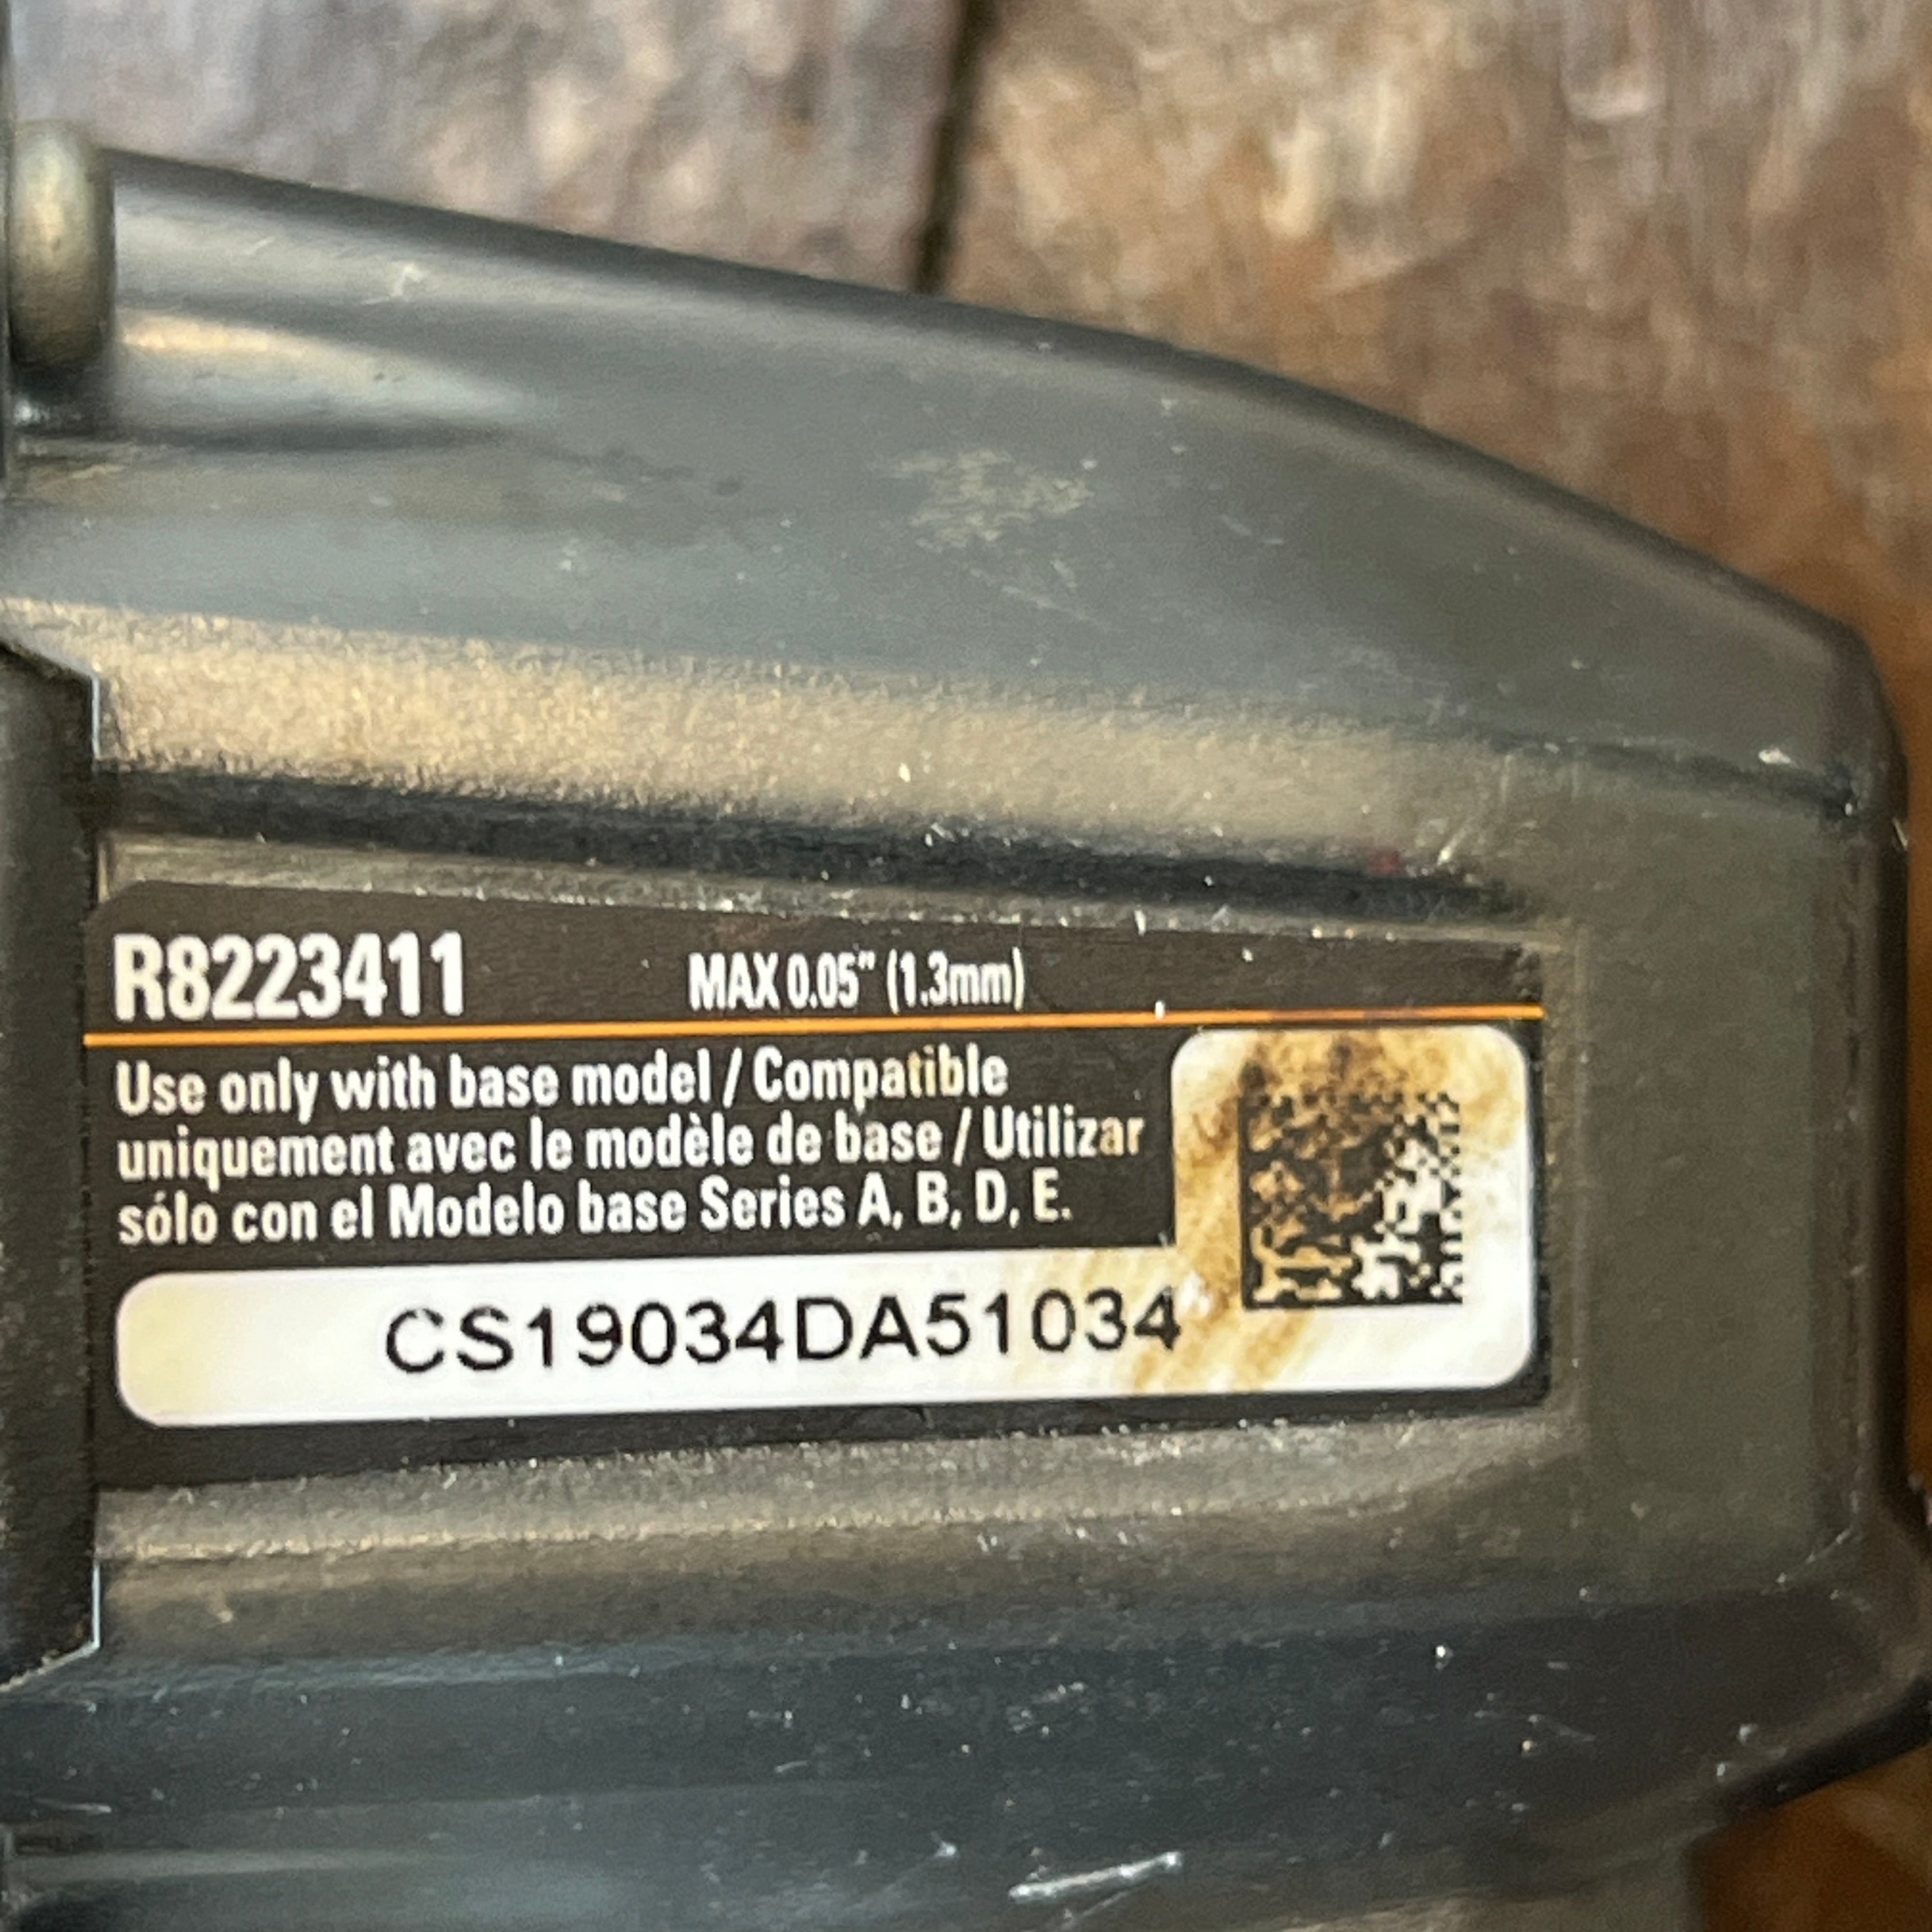 R8223411 MAX 0.05" (1.3mm)
Use only with base model / Compatible
uniquement avec le modèle de base / Utilizar
sólo con el Modelo base Series A, B, D, E.
CS19034DA51034